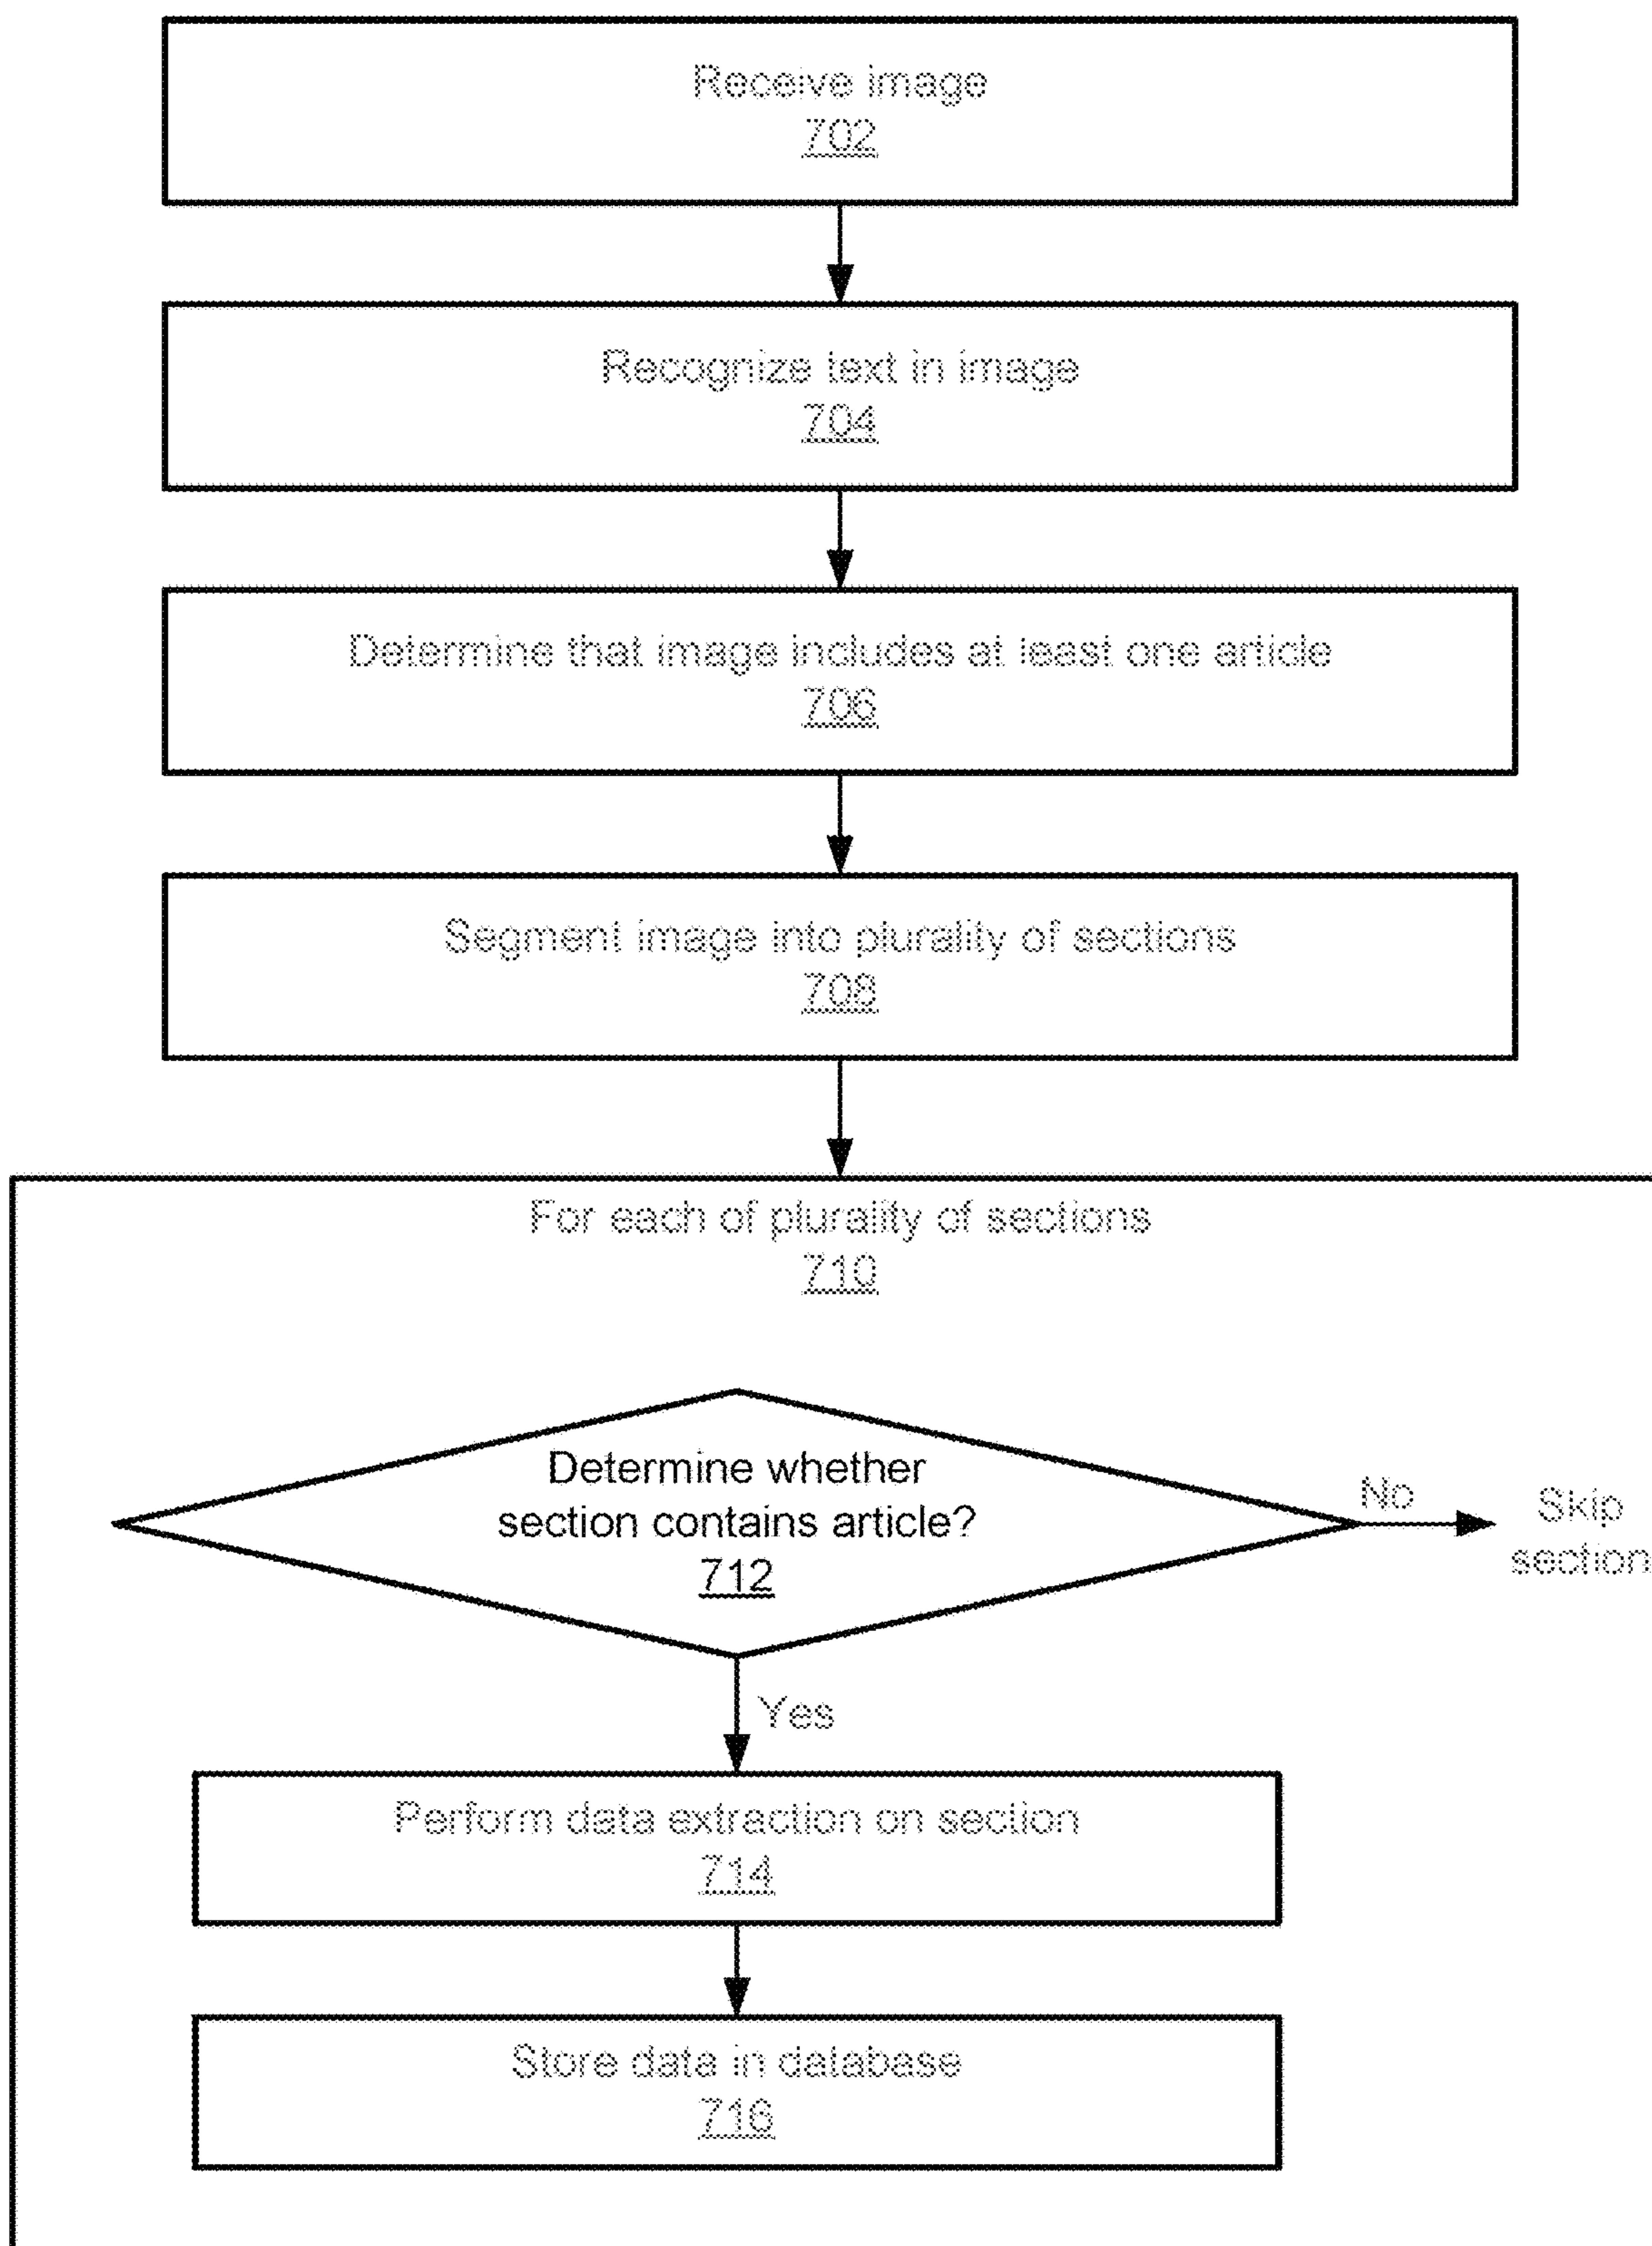 Receive image
702
Recognize text in image
704
Determine that image includes at least one article
706
Segment image into plurality of sections
708
For each of plurality of sections
710
Determine whether
section contains article?
712
No
Skip
section
Yes
Perform data extraction on section
714
Store data in database
716